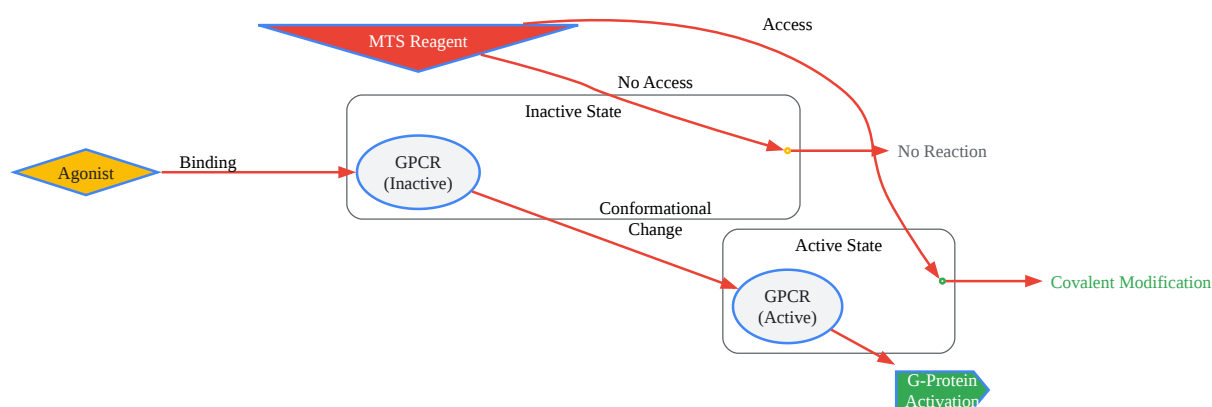 Access
MTS Reagent
No Access
Inactive State
Agonist
Binding
GPCR
(Inactive)
No Reaction
Conformational
Change
Active State
GPCR
(Active)
Covalent Modification
G-Protein
Activation